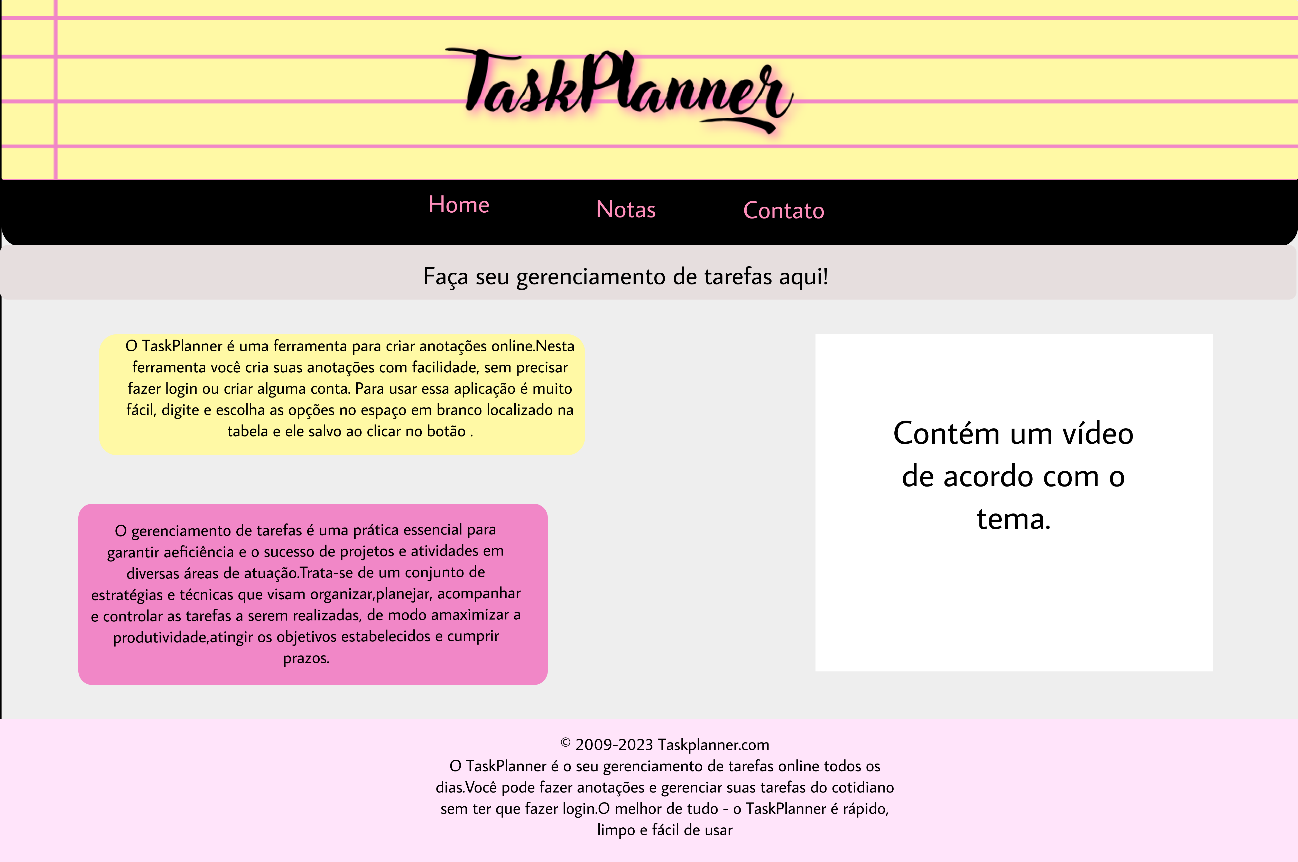 TaskPlanner
Home
Notas
Contato
Faça seu gerenciamento de tarefas aqui!
O TaskPlanner é uma ferramenta para criar anotações online.Nesta
ferramenta você cria suas anotações com facilidade, sem precisar
fazer login ou criar alguma conta. Para usar essa aplicação é muito
fácil, digite e escolha as opções no espaço em branco localizado na
tabela e ele salvo ao clicar no botão .
O gerenciamento de tarefas é uma prática essencial para
garantir aeficiência e o sucesso de projetos e atividades em
diversas áreas de atuação.Trata-se de um conjunto de
estratégias e técnicas que visam organizar,planejar, acompanhar
e controlar as tarefas a serem realizadas, de modo amaximizar a
produtividade,atingir os objetivos estabelecidos e cumprir
prazos.
Contém um vídeo
de acordo com o
tema.
© 2009-2023 Taskplanner.com
O TaskPlanner é o seu gerenciamento de tarefas online todos os
dias.Você pode fazer anotações e gerenciar suas tarefas do cotidiano
sem ter que fazer login.O melhor de tudo - o TaskPlanner é rápido,
limpo e fácil de usar